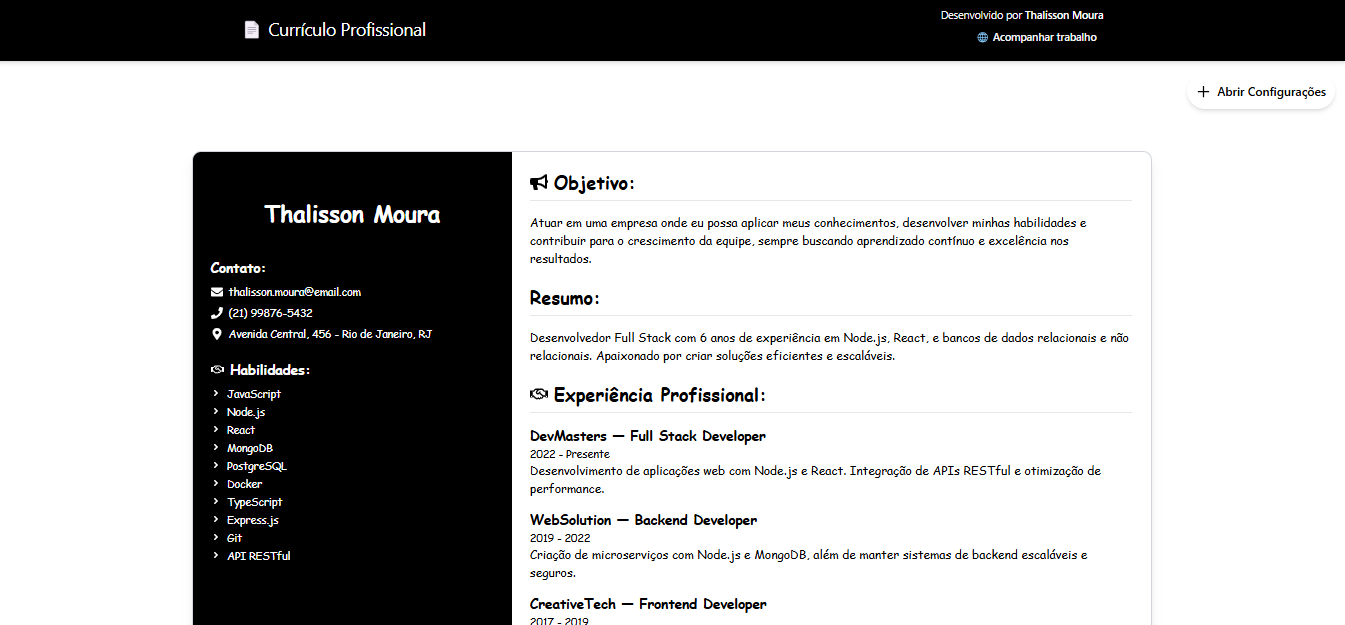 Currículo Profissional
Desenvolvido por Thalisson Moura
Acompanhar trabalho
Abrir Configurações
Thalisson Moura
Contato:
thalisson.moura@email.com
(21) 99876-5432
Avenida Central, 456 - Rio de Janeiro, RJ
Habilidades:
JavaScript
Node.js
React
MongoDB
PostgreSQL
Docker
TypeScript
Express.js
Git
API RESTful
Objetivo:
Atuar em uma empresa onde eu possa aplicar meus conhecimentos, desenvolver minhas habilidades e
contribuir para o crescimento da equipe, sempre buscando aprendizado contínuo e excelência nos
resultados.
Resumo:
Desenvolvedor Full Stack com 6 anos de experiência em Node.js, React, e bancos de dados relacionais e não
relacionais. Apaixonado por criar soluções eficientes e escaláveis.
Experiência Profissional:
DevMasters — Full Stack Developer
2022 - Presente
Desenvolvimento de aplicações web com Node.js e React. Integração de APIs RESTful e otimização de
performance.
WebSolution — Backend Developer
2019 - 2022
Criação de microserviços com Node.js e MongoDB, além de manter sistemas de backend escaláveis e
seguros.
CreativeTech — Frontend Developer
2017 - 2019